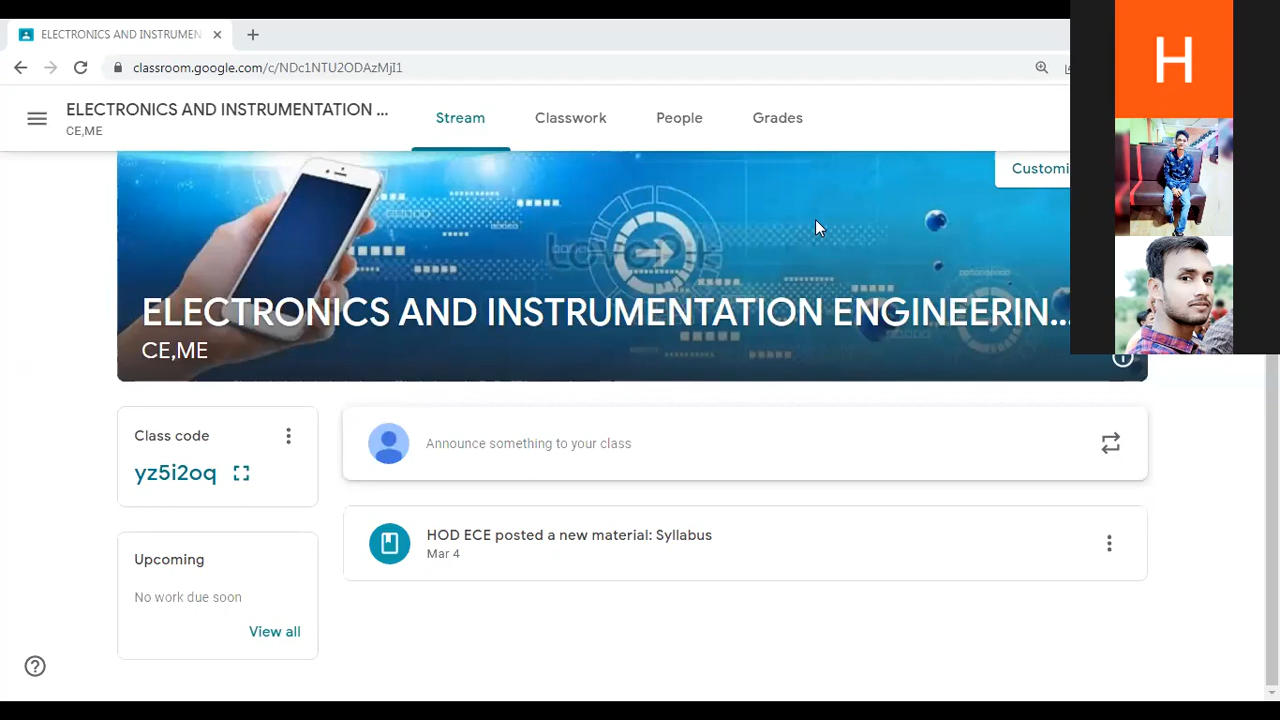 ELECTRONICS AND INSTRUMEN
classroom.google.com/c/NDc1NTU2ODAzMjI1
ELECTRONICS AND INSTRUMENTATION ...
CE,ME
Stream
Classwork
People
Grades
Customi
H
ELECTRONICS AND INSTRUMENTATION ENGINEERIN...
CE,ME
Class code
yz5i2oq
Announce something to your class
HOD ECE posted a new material: Syllabus
Mar 4
Upcoming
No work due soon
View all